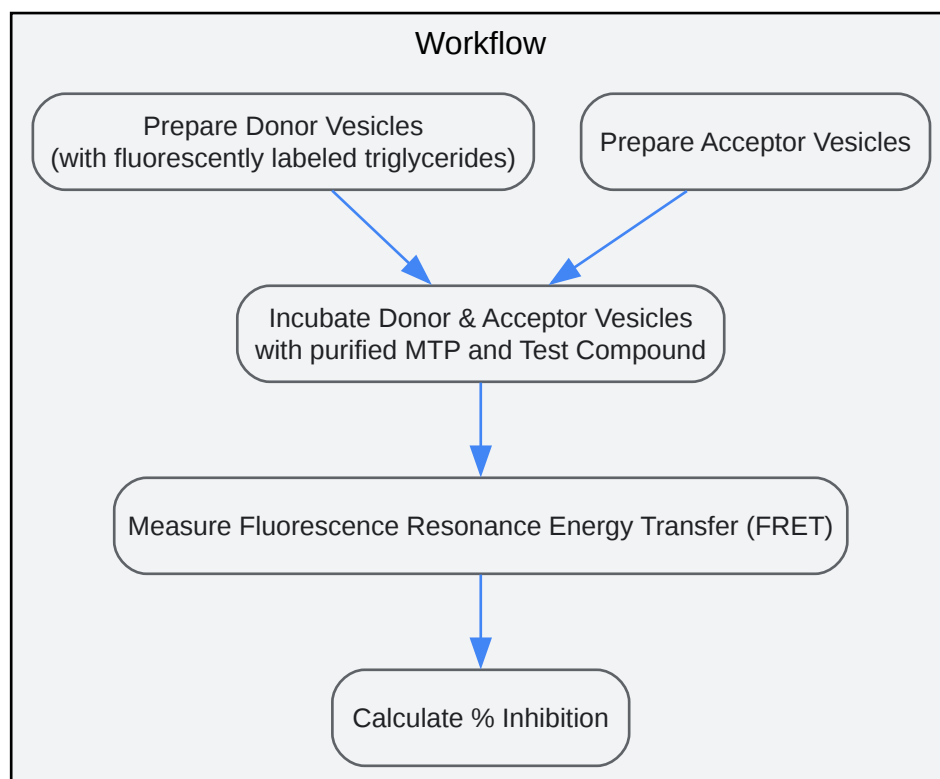 Workflow
Prepare Donor Vesicles
(with fluorescently labeled triglycerides)
Prepare Acceptor Vesicles
Incubate Donor & Acceptor Vesicles
with purified MTP and Test Compound
Measure Fluorescence Resonance Energy Transfer (FRET)
Calculate % Inhibition